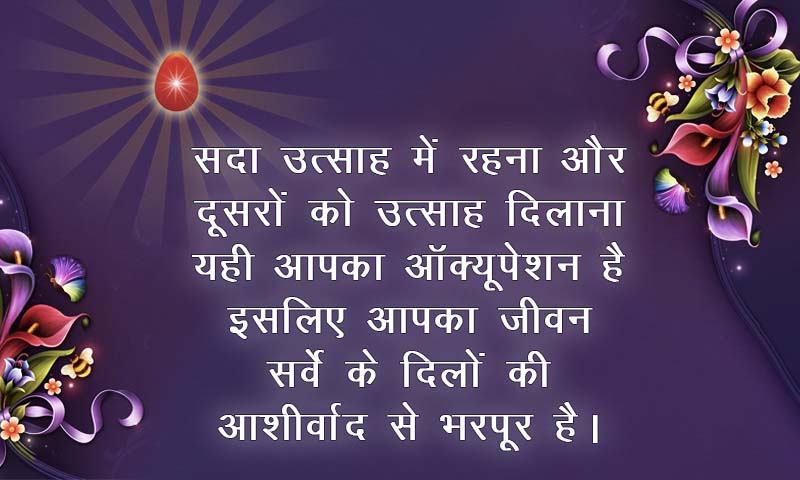 सदा उत्साह में रहना और
दूसरों को उत्साह दिलाना
यही आपका ऑक्यूपेशन है
इसलिए आपका जीवन
सर्वे के दिलों की
आशीर्वाद से भरपूर है।